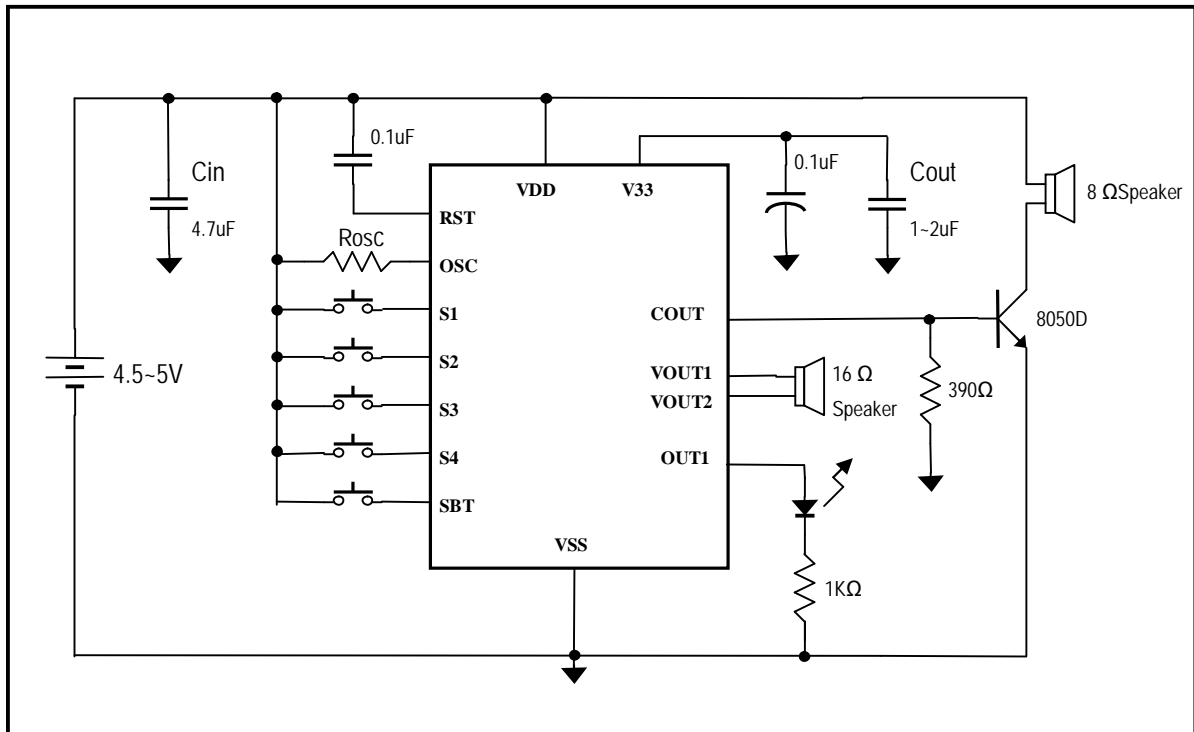 0.1uF
Cin
4.7uF
VDD
V33
0.1uF
Cout
1~2uF
8 ΩSpeaker
RST
Rosc
OSC
S1
COUT
8050D
S2
4.5~5V
VOUT1
16 Ω
VOUT2
Speaker
390Ω
S3
S4
OUT1
SBT
VSS
1KΩ